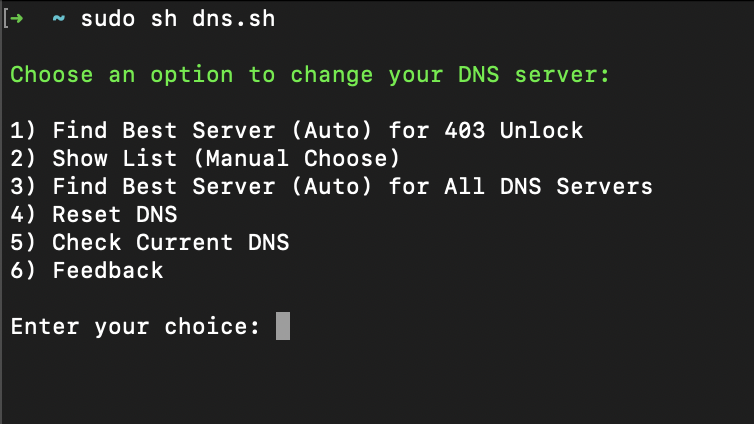 [➜ ~ sudo sh dns.sh
Choose an option to change your DNS server:
1) Find Best Server (Auto) for 403 Unlock
2) Show List (Manual Choose)
3) Find Best Server (Auto) for All DNS Servers
4) Reset DNS
5) Check Current DNS
6) Feedback
Enter your choice: